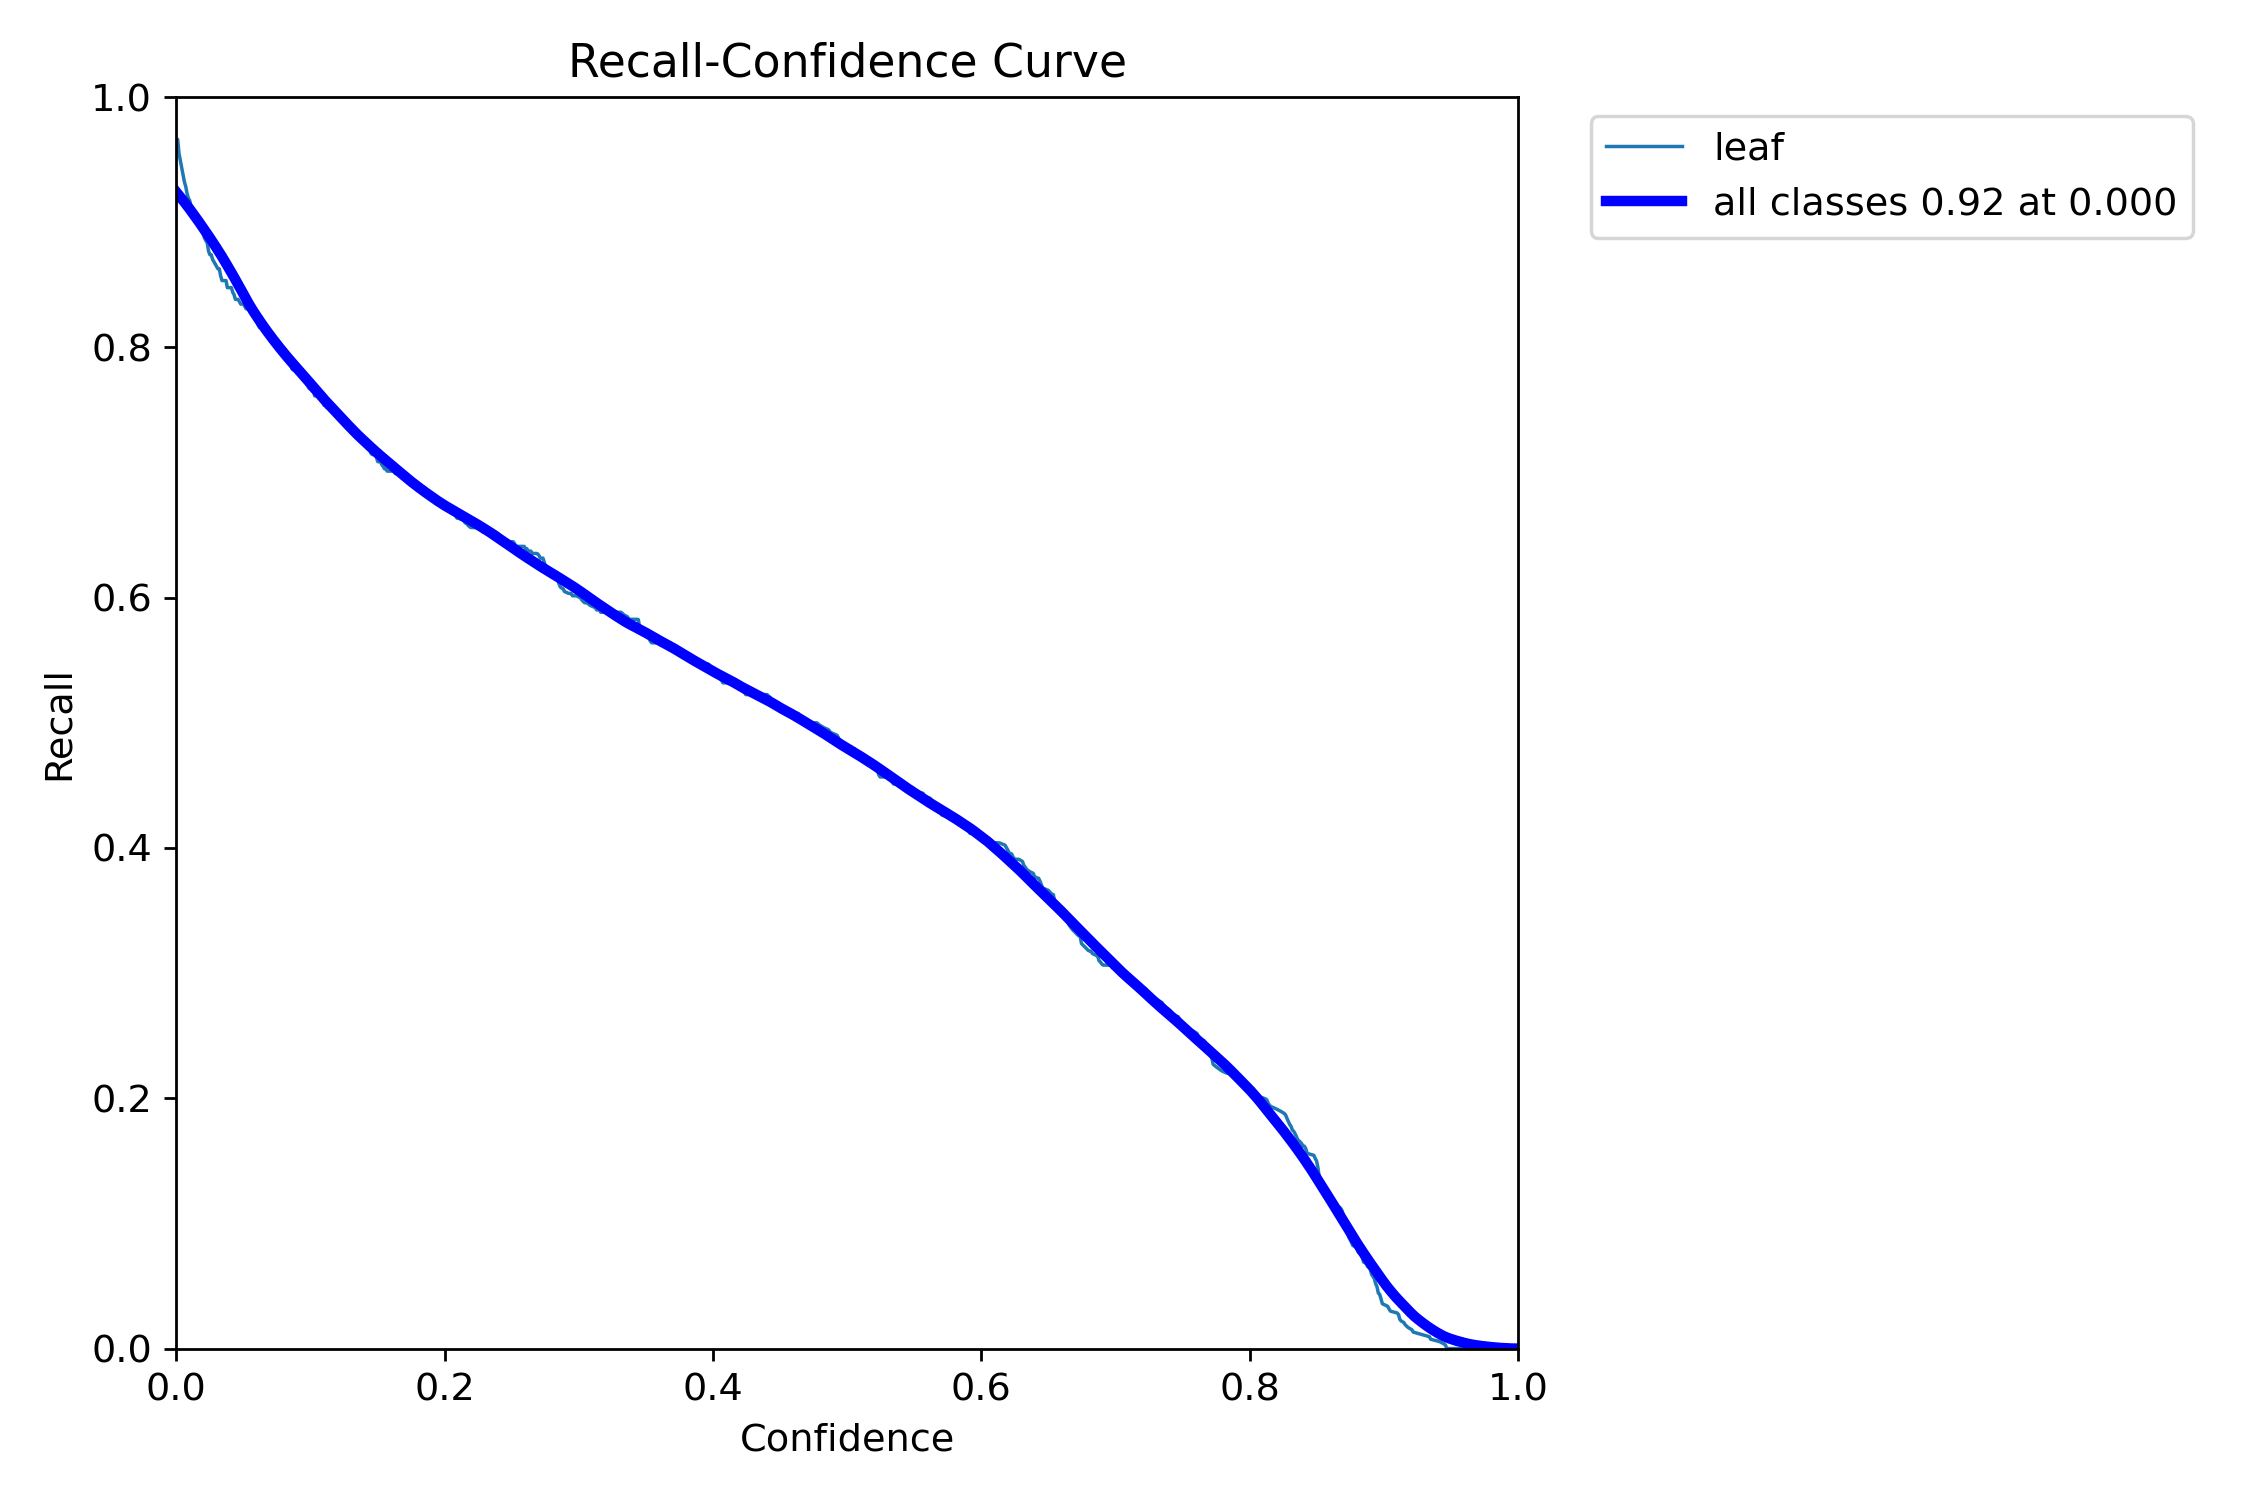 Recall-Confidence Curve
1.0
0.8
0.6
0.4
0.2
0.0
Recall
0.0 0.2 0.4 0.6 0.8 1.0
Confidence
leaf
all classes 0.92 at 0.000